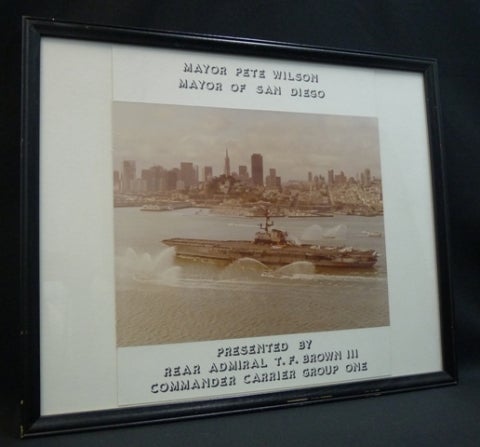 MAYOR PETE WILSON
MAYOR OF SAN DIEGO
PRESENTED BY
REAR ADMIRAL T.F. BROWN III
COMMANDER CARRIER GROUP ONE